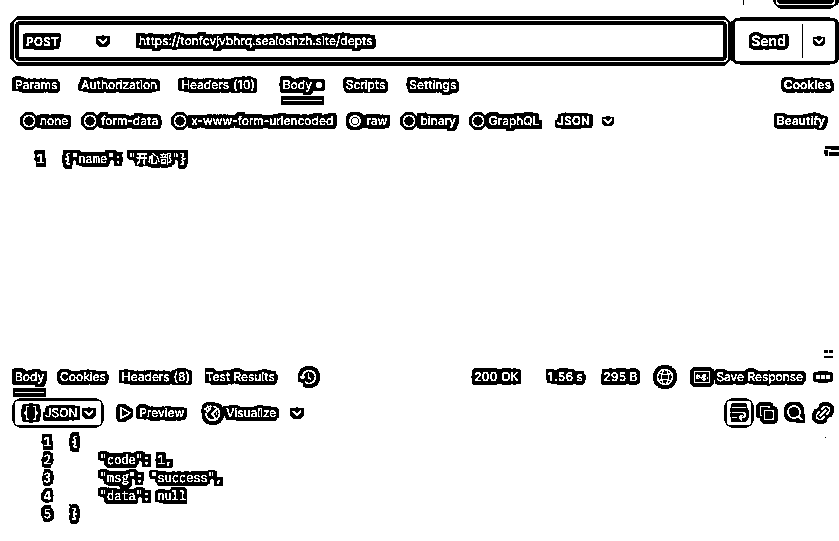 POST https://tonfcvjvbhrq.sealoshzh.site/depts Send
Params Authorization Headers (10) Body Scripts Settings Cookies
none form-data x-www-form-urlencoded raw binary GraphQL JSON Beautify
1 {"name": "开心部"}
Body Cookies Headers (8) Test Results 200 OK 1.56 s 295 B Save Response
{} JSON Preview Visualize
1 {
2 "code": 1,
3 "msg": "success",
4 "data": null
5 }